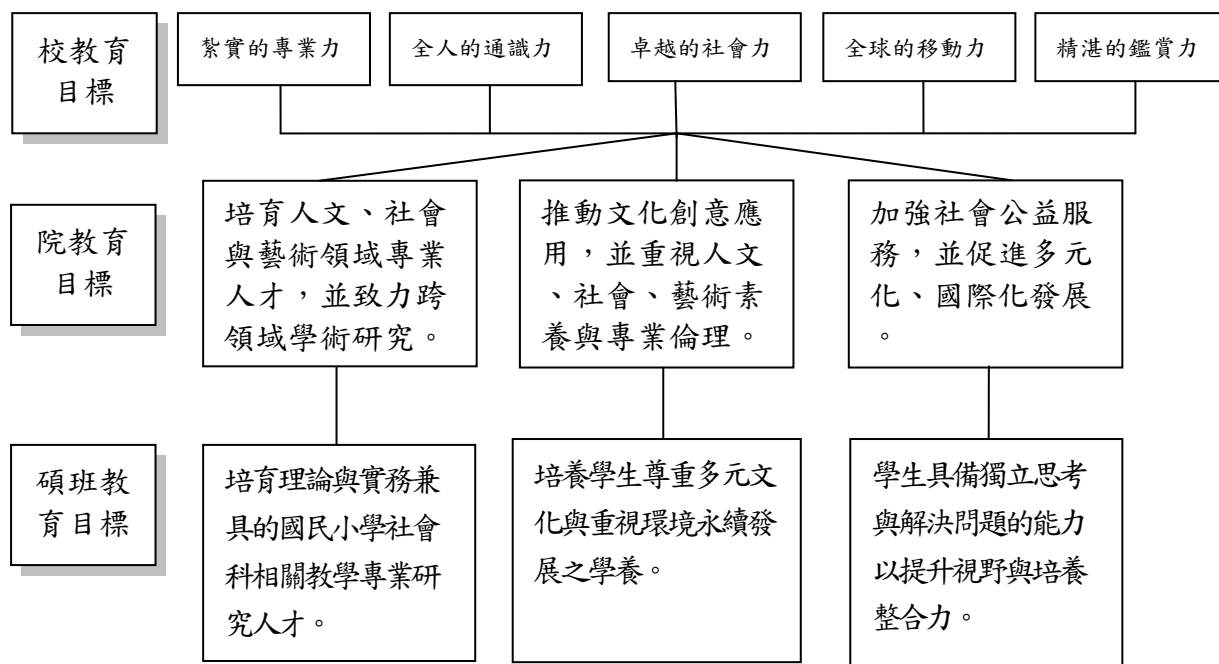 校教育
目標
紮實的專業力
全人的通識力
卓越的社會力
全球的移動力
精湛的鑑賞力
院教育
目標
培育人文、社會
與藝術領域專業
人才，並致力跨
領域學術研究。
推動文化創意應
用，並重視人文
、社會、藝術素
養與專業倫理。
加強社會公益服
務，並促進多元
化、國際化發展
。
碩班教
育目標
培育理論與實務兼
具的國民小學社會
科相關教學專業研
究人才。
培養學生尊重多元文
化與重視環境永續發
展之學養。
學生具備獨立思考
與解決問題的能力
以提升視野與培養
整合力。